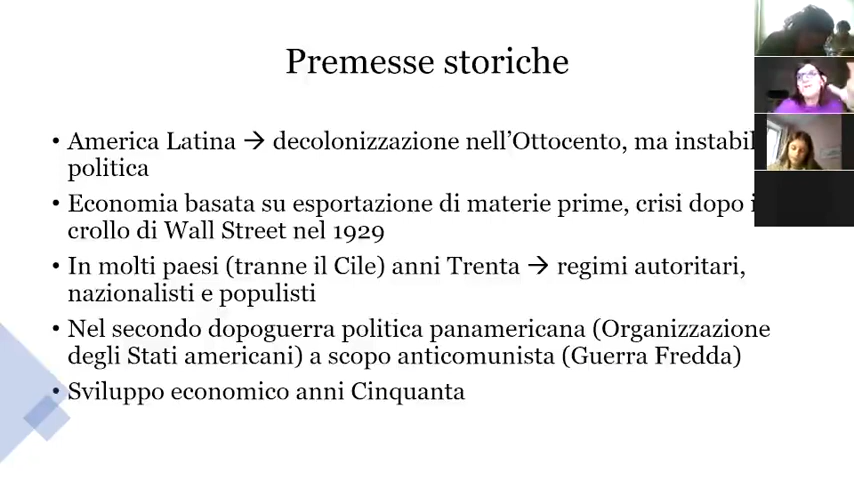 Premesse storiche
• America Latina → decolonizzazione nell’Ottocento, ma
politica
• Economia basata su esportazione di materie prime, crisi dopo
crollo di Wall Street nel 1929
• In molti paesi (tranne il Cile) anni Trenta → regimi autoritari,
nazionalisti e populisti
• Nel secondo dopoguerra politica panamericana (Organizzazione
degli Stati americani) a scopo anticomunista (Guerra Fredda)
• Sviluppo economico anni Cinquanta